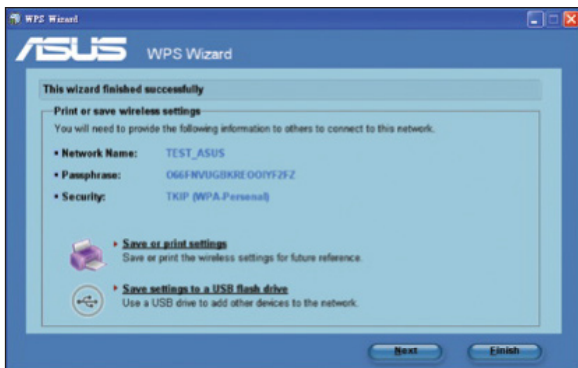 WPS Wizard
ASUS WPS Wizard
This wizard finished successfully
Print or save wireless settings
You will need to provide the following information to others to connect to this network.
• Network Name: TEST_ASUS
• Passphrase:
• Security: TKIP (WPA-Personal)
Save or print settings
Save or print the wireless settings for future reference.
Save settings to a USB flash drive
Use a USB drive to add other devices to the network.
Next Finish